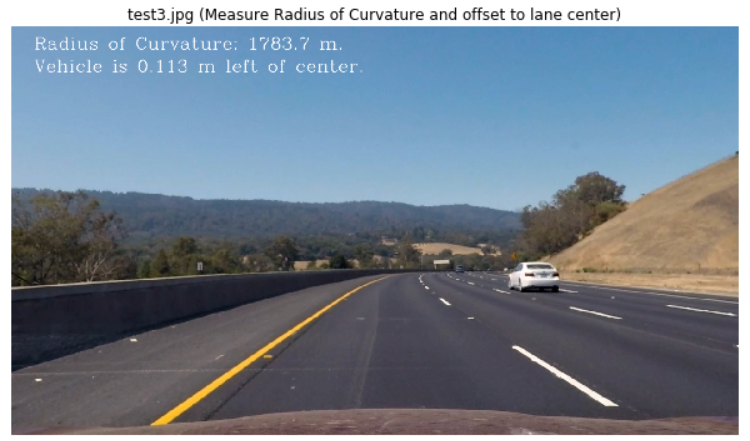 test3.jpg (Measure Radius of Curvature and offset to lane center)
Radius of Curvature: 1783.7 m.
Vehicle is 0.113 m left of center.